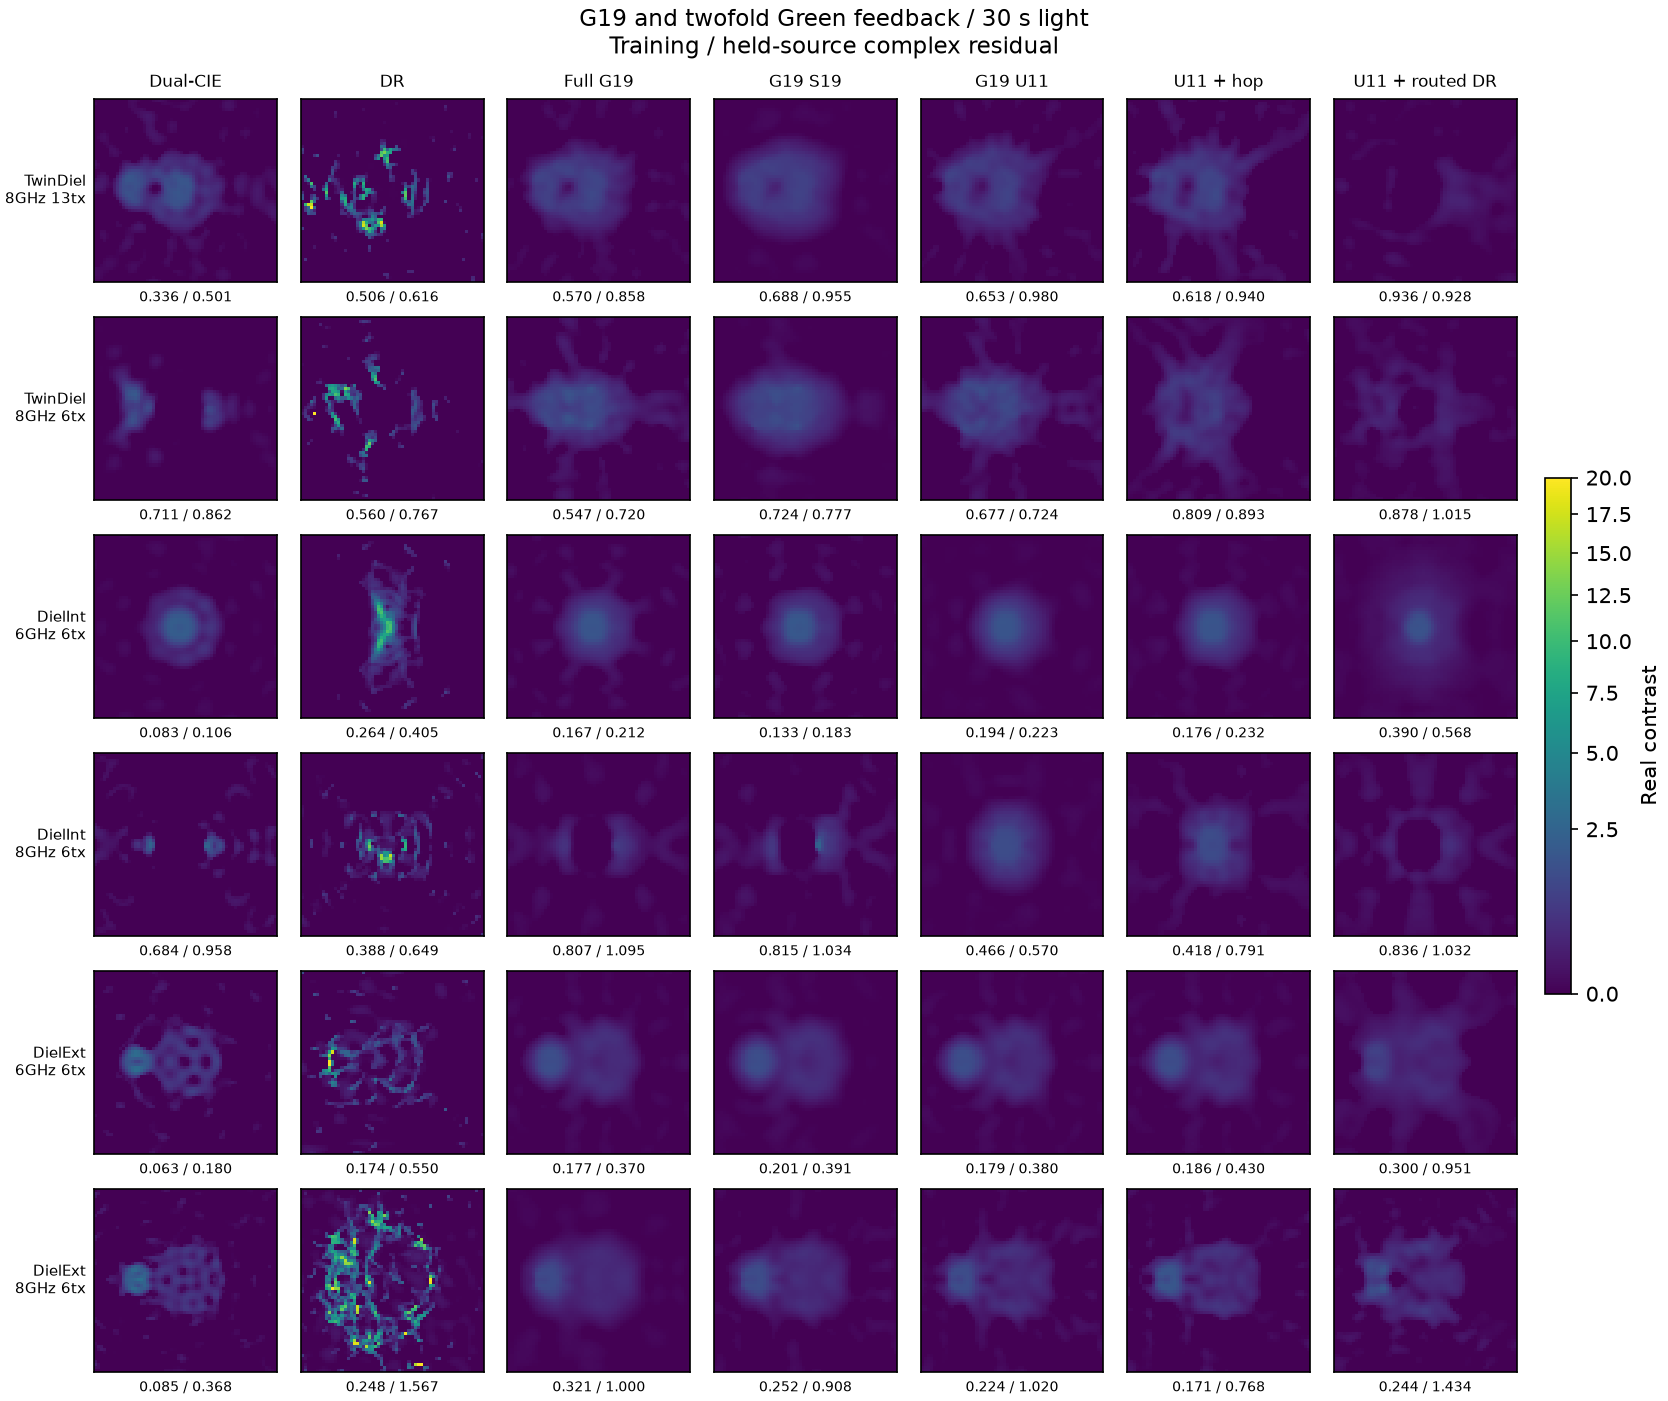 G19 and twofold Green feedback / 30 s light
Training / held-source complex residual
Dual-CIE DR Full G19 G19 S19 G19 U11 U11 + hop U11 + routed DR
TwinDiel
8GHz 13tx
0.336 / 0.501 0.506 / 0.616 0.570 / 0.858 0.688 / 0.955 0.653 / 0.980 0.618 / 0.940 0.936 / 0.928
TwinDiel
8GHz 6tx
0.711 / 0.862 0.560 / 0.767 0.547 / 0.720 0.724 / 0.777 0.677 / 0.724 0.809 / 0.893 0.878 / 1.015
DielInt
6GHz 6tx
0.083 / 0.106 0.264 / 0.405 0.167 / 0.212 0.133 / 0.183 0.194 / 0.223 0.176 / 0.232 0.390 / 0.568
DielInt
8GHz 6tx
0.684 / 0.958 0.388 / 0.649 0.807 / 1.095 0.815 / 1.034 0.466 / 0.570 0.418 / 0.791 0.836 / 1.032
DielExt
6GHz 6tx
0.063 / 0.180 0.174 / 0.550 0.177 / 0.370 0.201 / 0.391 0.179 / 0.380 0.186 / 0.430 0.300 / 0.951
DielExt
8GHz 6tx
0.085 / 0.368 0.248 / 1.567 0.321 / 1.000 0.252 / 0.908 0.224 / 1.020 0.171 / 0.768 0.244 / 1.434
20.0
17.5
15.0
12.5
10.0
7.5
5.0
2.5
0.0
Real contrast